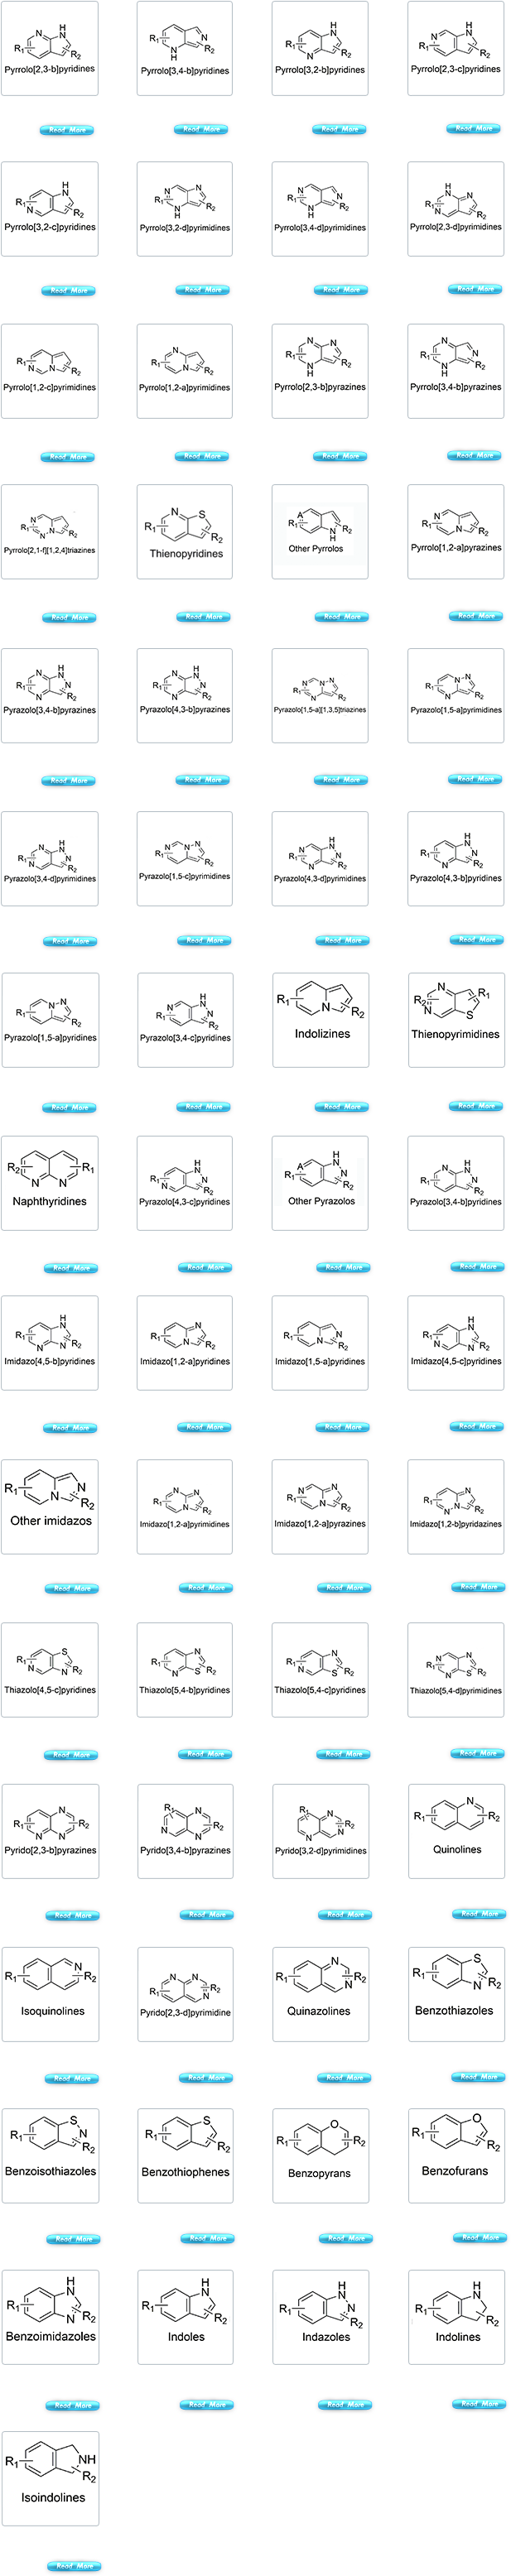 Pyrrolo[2,3-b]pyridines
Pyrrolo[3,4-b]pyridines
Pyrrolo[3,2-b]pyridines
Pyrrolo[2,3-c]pyridines
Read More
Read More
Read More
Read More
Pyrrolo[3,2-c]pyridines
Pyrrolo[3,2-d]pyrimidines
Pyrrolo[3,4-d]pyrimidines
Pyrrolo[2,3-d]pyrimidines
Read More
Read More
Read More
Read More
Pyrrolo[1,2-c]pyrimidines
Pyrrolo[1,2-a]pyrimidines
Pyrrolo[2,3-b]pyrazines
Pyrrolo[3,4-b]pyrazines
Read More
Read More
Read More
Read More
Pyrrolo[2,1-f][1,2,4]triazines
Thienopyridines
Other Pyrrolos
Pyrrolo[1,2-a]pyrazines
Read More
Read More
Read More
Read More
Pyrazolo[3,4-b]pyrazines
Pyrazolo[4,3-b]pyrazines
Pyrazolo[1,5-a][1,3,5]triazines
Pyrazolo[1,5-a]pyrimidines
Read More
Read More
Read More
Read More
Pyrazolo[3,4-d]pyrimidines
Pyrazolo[1,5-c]pyrimidines
Pyrazolo[4,3-d]pyrimidines
Pyrazolo[4,3-b]pyridines
Read More
Read More
Read More
Read More
Pyrazolo[1,5-a]pyridines
Pyrazolo[3,4-c]pyridines
Indolizines
Thienopyrimidines
Read More
Read More
Read More
Read More
Naphthyridines
Pyrazolo[4,3-c]pyridines
Other Pyrazolos
Pyrazolo[3,4-b]pyridines
Read More
Read More
Read More
Read More
Imidazo[4,5-b]pyridines
Imidazo[1,2-a]pyridines
Imidazo[1,5-a]pyridines
Imidazo[4,5-c]pyridines
Read More
Read More
Read More
Read More
Other imidazos
Imidazo[1,2-a]pyrimidines
Imidazo[1,2-a]pyrazines
Imidazo[1,2-b]pyridazines
Read More
Read More
Read More
Read More
Thiazolo[4,5-c]pyridines
Thiazolo[5,4-b]pyridines
Thiazolo[5,4-c]pyridines
Thiazolo[5,4-d]pyrimidines
Read More
Read More
Read More
Read More
Pyrido[2,3-b]pyrazines
Pyrido[3,4-b]pyrazines
Pyrido[3,2-d]pyrimidines
Quinolines
Read More
Read More
Read More
Read More
Isoquinolines
Pyrido[2,3-d]pyrimidine
Quinazolines
Benzothiazoles
Read More
Read More
Read More
Read More
Benzoisothiazoles
Benzothiophenes
Benzopyrans
Benzofurans
Read More
Read More
Read More
Read More
Benzoimidazoles
Indoles
Indazoles
Indolines
Read More
Read More
Read More
Read More
Isoindolines
Read More